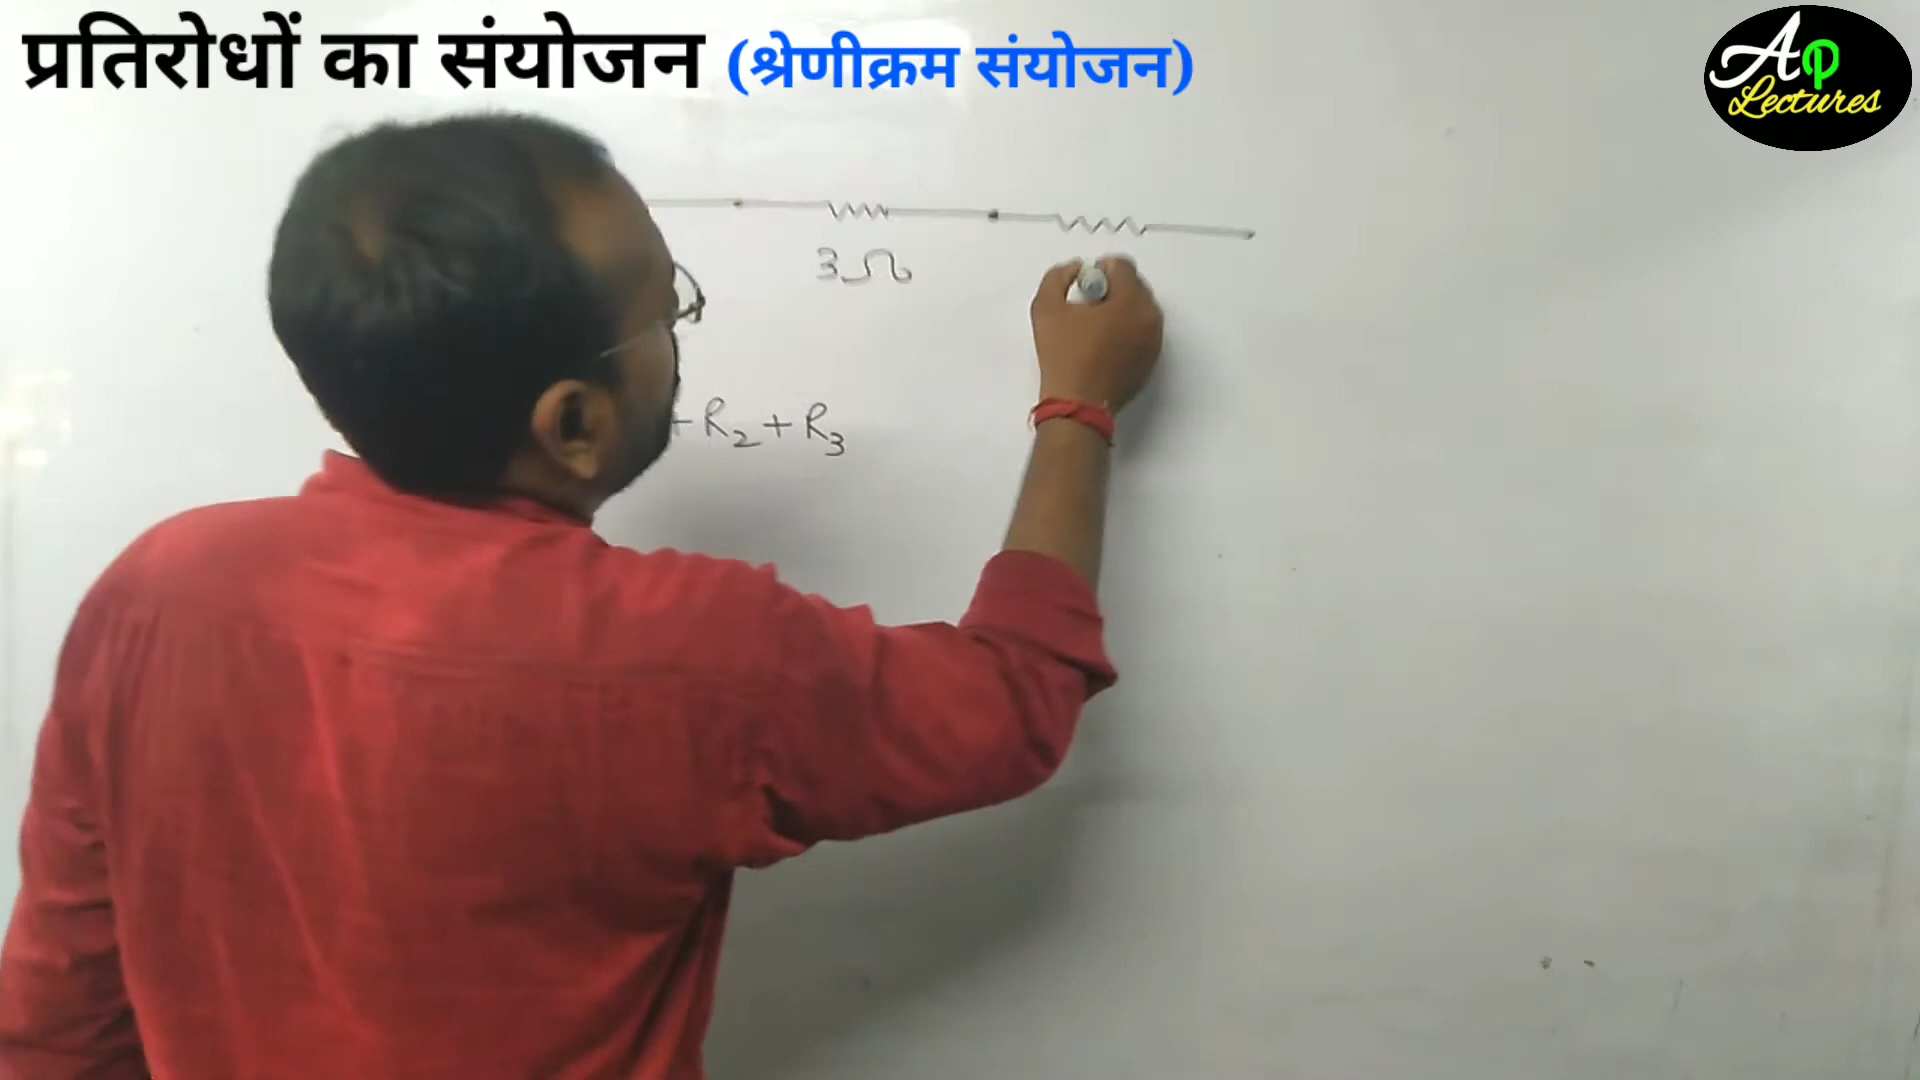 प्रतिरोधों का संयोजन (श्रेणीक्रम संयोजन)
AP
Lectures
3Ω
+ R₂ + R₃